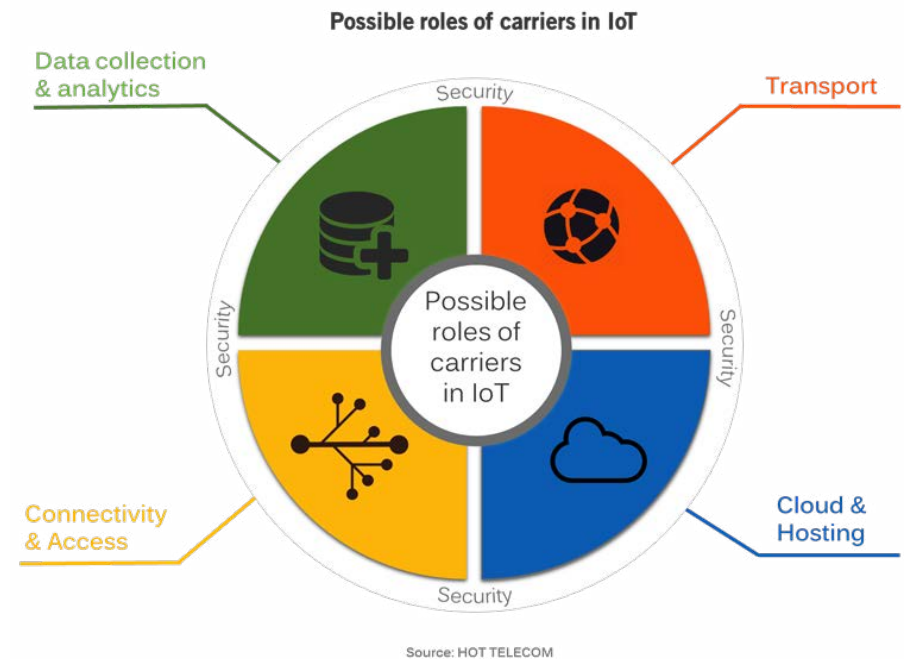 Possible roles of carriers in IoT
Data collection
& analytics
Security
Transport
Security
Possible
roles of
carriers
in IoT
Security
Connectivity
& Access
Cloud &
Hosting
Security
Source: HOT TELECOM